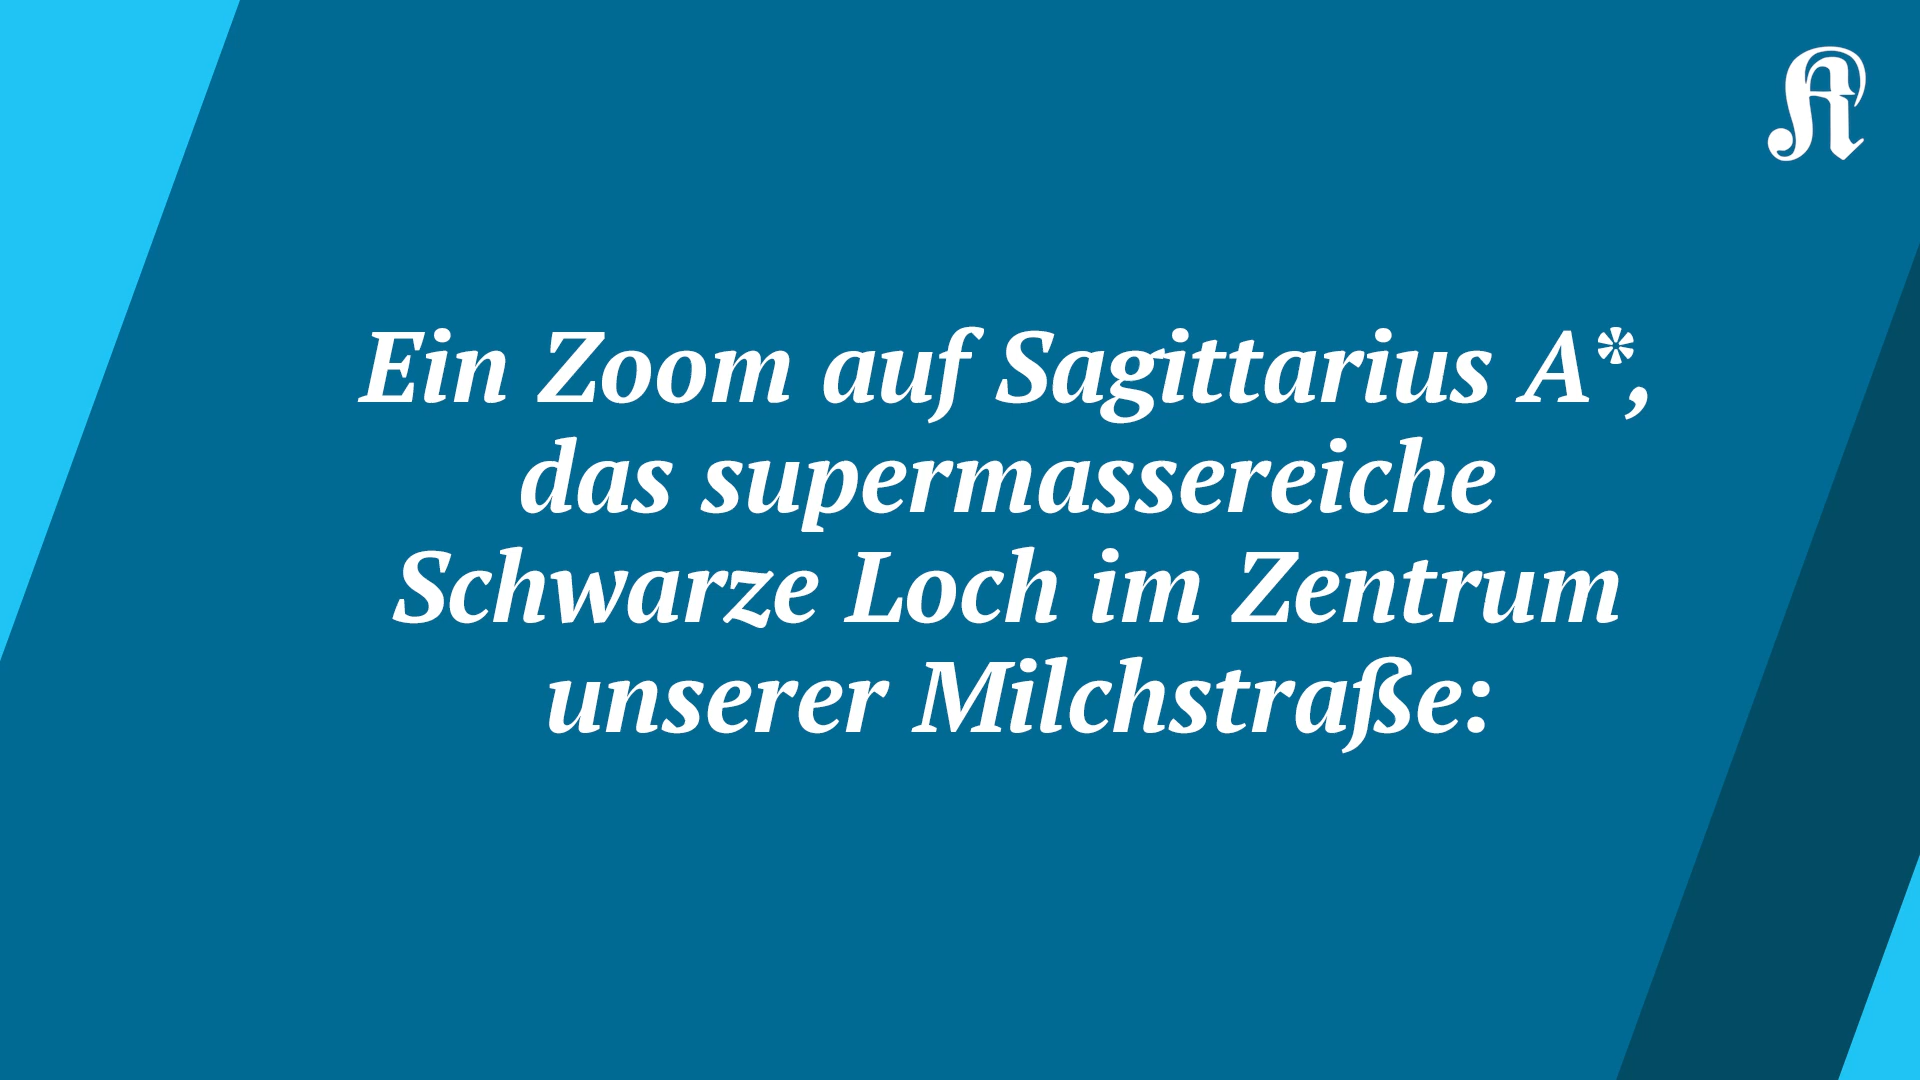 K
Ein Zoom auf Sagittarius A*,
das supermassereiche
Schwarze Loch im Zentrum
unserer Milchstraße: